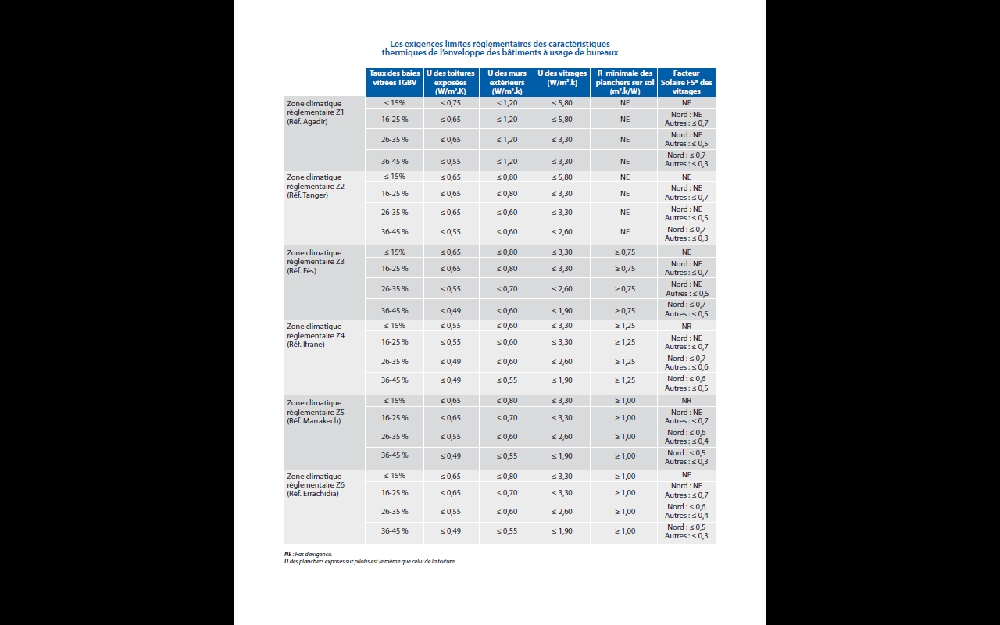 Les exigences limites réglementaires des caractéristiques
thermiques de l'enveloppe des bâtiments à usage de bureaux
Taux des baies vitrées TGBV U des toitures exposées (W/m².K) U des murs extérieurs (W/m².k) U des vitrages (W/m².k) R minimale des planchers sur sol (m².k/W) Facteur Solaire FS* des vitrages
Zone climatique
règlementaire Z1
(Réf. Agadir)
≤ 15% ≤ 0,75 ≤ 1,20 ≤ 5,80 NE NE
16-25 % ≤ 0,65 ≤ 1,20 ≤ 5,80 NE Nord : NE Autres : ≤ 0,7
26-35 % ≤ 0,65 ≤ 1,20 ≤ 3,30 NE Nord : NE Autres : ≤ 0,5
36-45 % ≤ 0,55 ≤ 1,20 ≤ 3,30 NE Nord : ≤ 0,7 Autres : ≤ 0,3
Zone climatique
règlementaire Z2
(Réf. Tanger)
≤ 15% ≤ 0,65 ≤ 0,80 ≤ 5,80 NE NE
16-25 % ≤ 0,65 ≤ 0,80 ≤ 3,30 NE Nord : NE Autres : ≤ 0,7
26-35 % ≤ 0,65 ≤ 0,60 ≤ 3,30 NE Nord : NE Autres : ≤ 0,5
36-45 % ≤ 0,55 ≤ 0,60 ≤ 2,60 NE Nord : ≤ 0,7 Autres : ≤ 0,3
Zone climatique
règlementaire Z3
(Réf. Fès)
≤ 15% ≤ 0,65 ≤ 0,80 ≤ 3,30 ≥ 0,75 NE
16-25 % ≤ 0,65 ≤ 0,80 ≤ 3,30 ≥ 0,75 Nord : NE Autres : ≤ 0,7
26-35 % ≤ 0,55 ≤ 0,70 ≤ 2,60 ≥ 0,75 Nord : NE Autres : ≤ 0,5
36-45 % ≤ 0,49 ≤ 0,60 ≤ 1,90 ≥ 0,75 Nord : ≤ 0,7 Autres : ≤ 0,5
Zone climatique
règlementaire Z4
(Réf. Ifrane)
≤ 15% ≤ 0,55 ≤ 0,60 ≤ 3,30 ≥ 1,25 NR
16-25 % ≤ 0,55 ≤ 0,60 ≤ 3,30 ≥ 1,25 Nord : NE Autres : ≤ 0,7
26-35 % ≤ 0,49 ≤ 0,60 ≤ 2,60 ≥ 1,25 Nord : ≤ 0,7 Autres : ≤ 0,6
36-45 % ≤ 0,49 ≤ 0,55 ≤ 1,90 ≥ 1,25 Nord : ≤ 0,6 Autres : ≤ 0,5
Zone climatique
règlementaire Z5
(Réf. Marrakech)
≤ 15% ≤ 0,65 ≤ 0,80 ≤ 3,30 ≥ 1,00 NR
16-25 % ≤ 0,65 ≤ 0,70 ≤ 3,30 ≥ 1,00 Nord : NE Autres : ≤ 0,7
26-35 % ≤ 0,55 ≤ 0,60 ≤ 2,60 ≥ 1,00 Nord : ≤ 0,6 Autres : ≤ 0,4
36-45 % ≤ 0,49 ≤ 0,55 ≤ 1,90 ≥ 1,00 Nord : ≤ 0,5 Autres : ≤ 0,3
Zone climatique
règlementaire Z6
(Réf. Errachidia)
≤ 15% ≤ 0,65 ≤ 0,80 ≤ 3,30 ≥ 1,00 NE
16-25 % ≤ 0,65 ≤ 0,70 ≤ 3,30 ≥ 1,00 Nord : NE Autres : ≤ 0,7
26-35 % ≤ 0,55 ≤ 0,60 ≤ 2,60 ≥ 1,00 Nord : ≤ 0,6 Autres : ≤ 0,4
36-45 % ≤ 0,49 ≤ 0,55 ≤ 1,90 ≥ 1,00 Nord : ≤ 0,5 Autres : ≤ 0,3
NE : Pas d'exigence.
U des planchers exposés sur pilotis est le même que celui de la toiture.